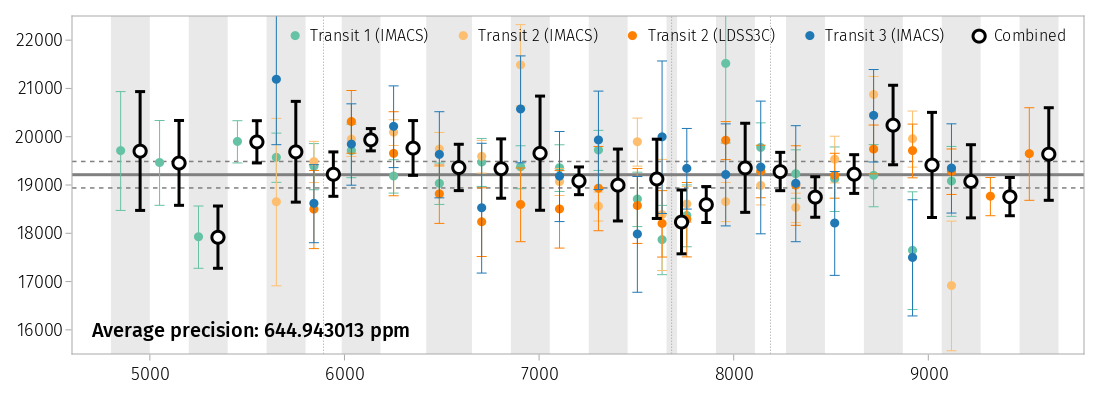 22000
21000
20000
19000
18000
17000
16000
Transit 1 (IMACS) Transit 2 (IMACS) Transit 2 (LDSS3C) Transit 3 (IMACS) Combined
Average precision: 644.943013 ppm
5000 6000 7000 8000 9000